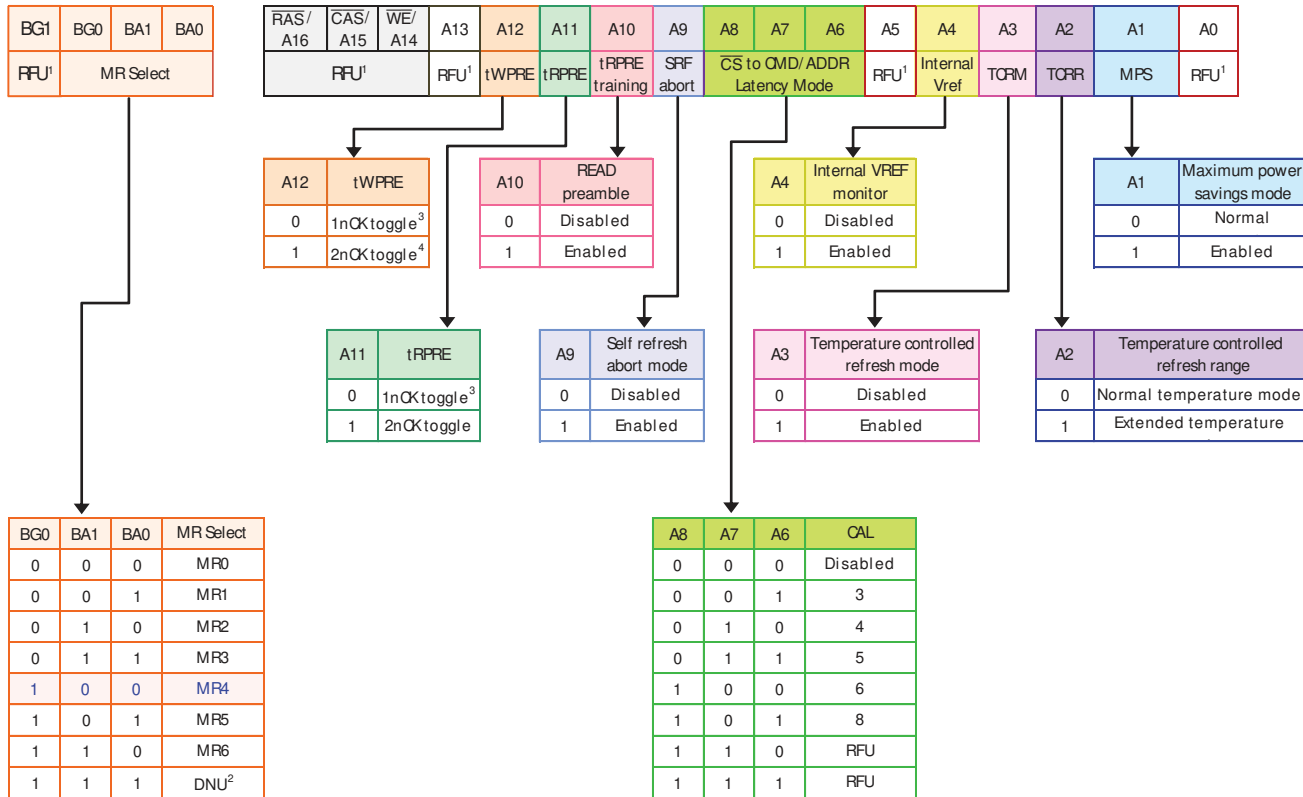 BG1 BG0 BA1 BA0 RAS/ A16 CAS/ A15 WE/ A14 A13 A12 A11 A10 A9 A8 A7 A6 A5 A4 A3 A2 A1 A0
RFU¹ MR Select RFU¹ RFU¹ tWPRE tRPRE tRPRE training SRF abort CS to CMD/ADDR Latency Mode RFU¹ Internal Vref TCRM TCRR MPS RFU¹
A12 tWPRE
0 1nCK toggle³
1 2nCK toggle⁴
A10 READ preamble
0 Disabled
1 Enabled
A4 Internal VREF monitor
0 Disabled
1 Enabled
A1 Maximum power savings mode
0 Normal
1 Enabled
A11 tRPRE
0 1nCK toggle³
1 2nCK toggle
A9 Self refresh abort mode
0 Disabled
1 Enabled
A3 Temperature controlled refresh mode
0 Disabled
1 Enabled
A2 Temperature controlled refresh range
0 Normal temperature mode
1 Extended temperature
BG0 BA1 BA0 MR Select
0 0 0 MR0
0 0 1 MR1
0 1 0 MR2
0 1 1 MR3
1 0 0 MR4
1 0 1 MR5
1 1 0 MR6
1 1 1 DNU²
A8 A7 A6 CAL
0 0 0 Disabled
0 0 1 3
0 1 0 4
0 1 1 5
1 0 0 6
1 0 1 8
1 1 0 RFU
1 1 1 RFU